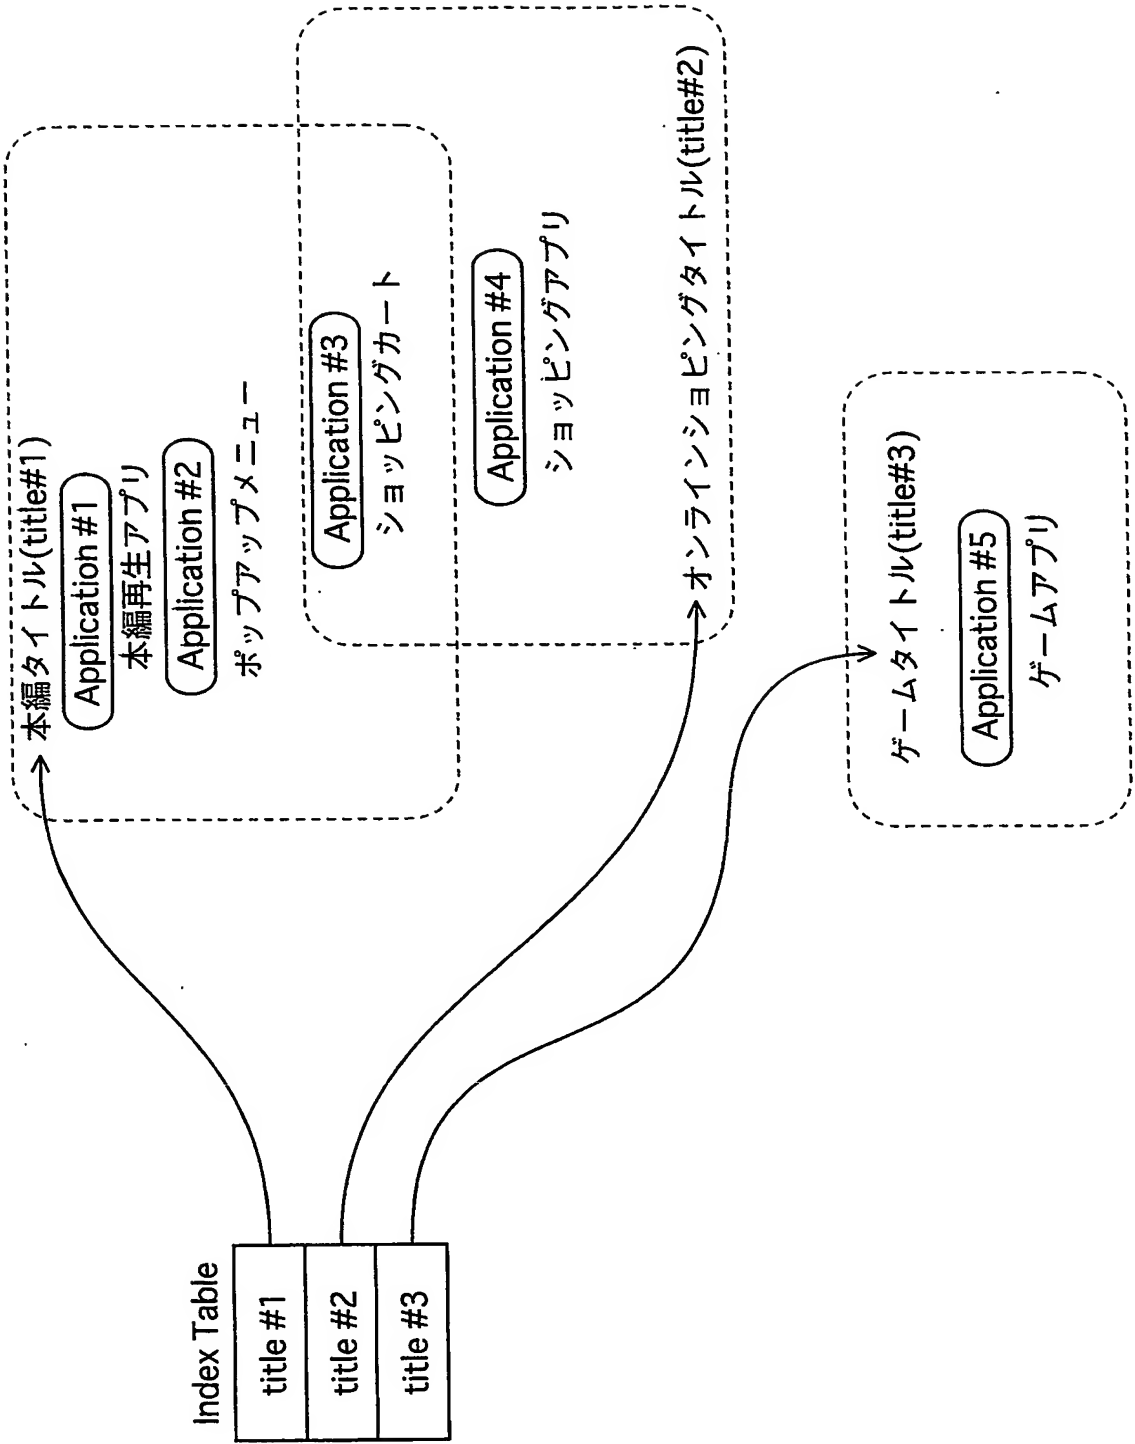 Index Table
title #1
title #2
title #3
本編タイトル(title#1)
Application #1
本編再生アプリ
Application #2
ポップアップメニュー
Application #3
ショッピングカート
Application #4
ショッピングアプリ
オンラインショピングタイトル(title#2)
ゲームタイトル(title#3)
Application #5
ゲームアプリ